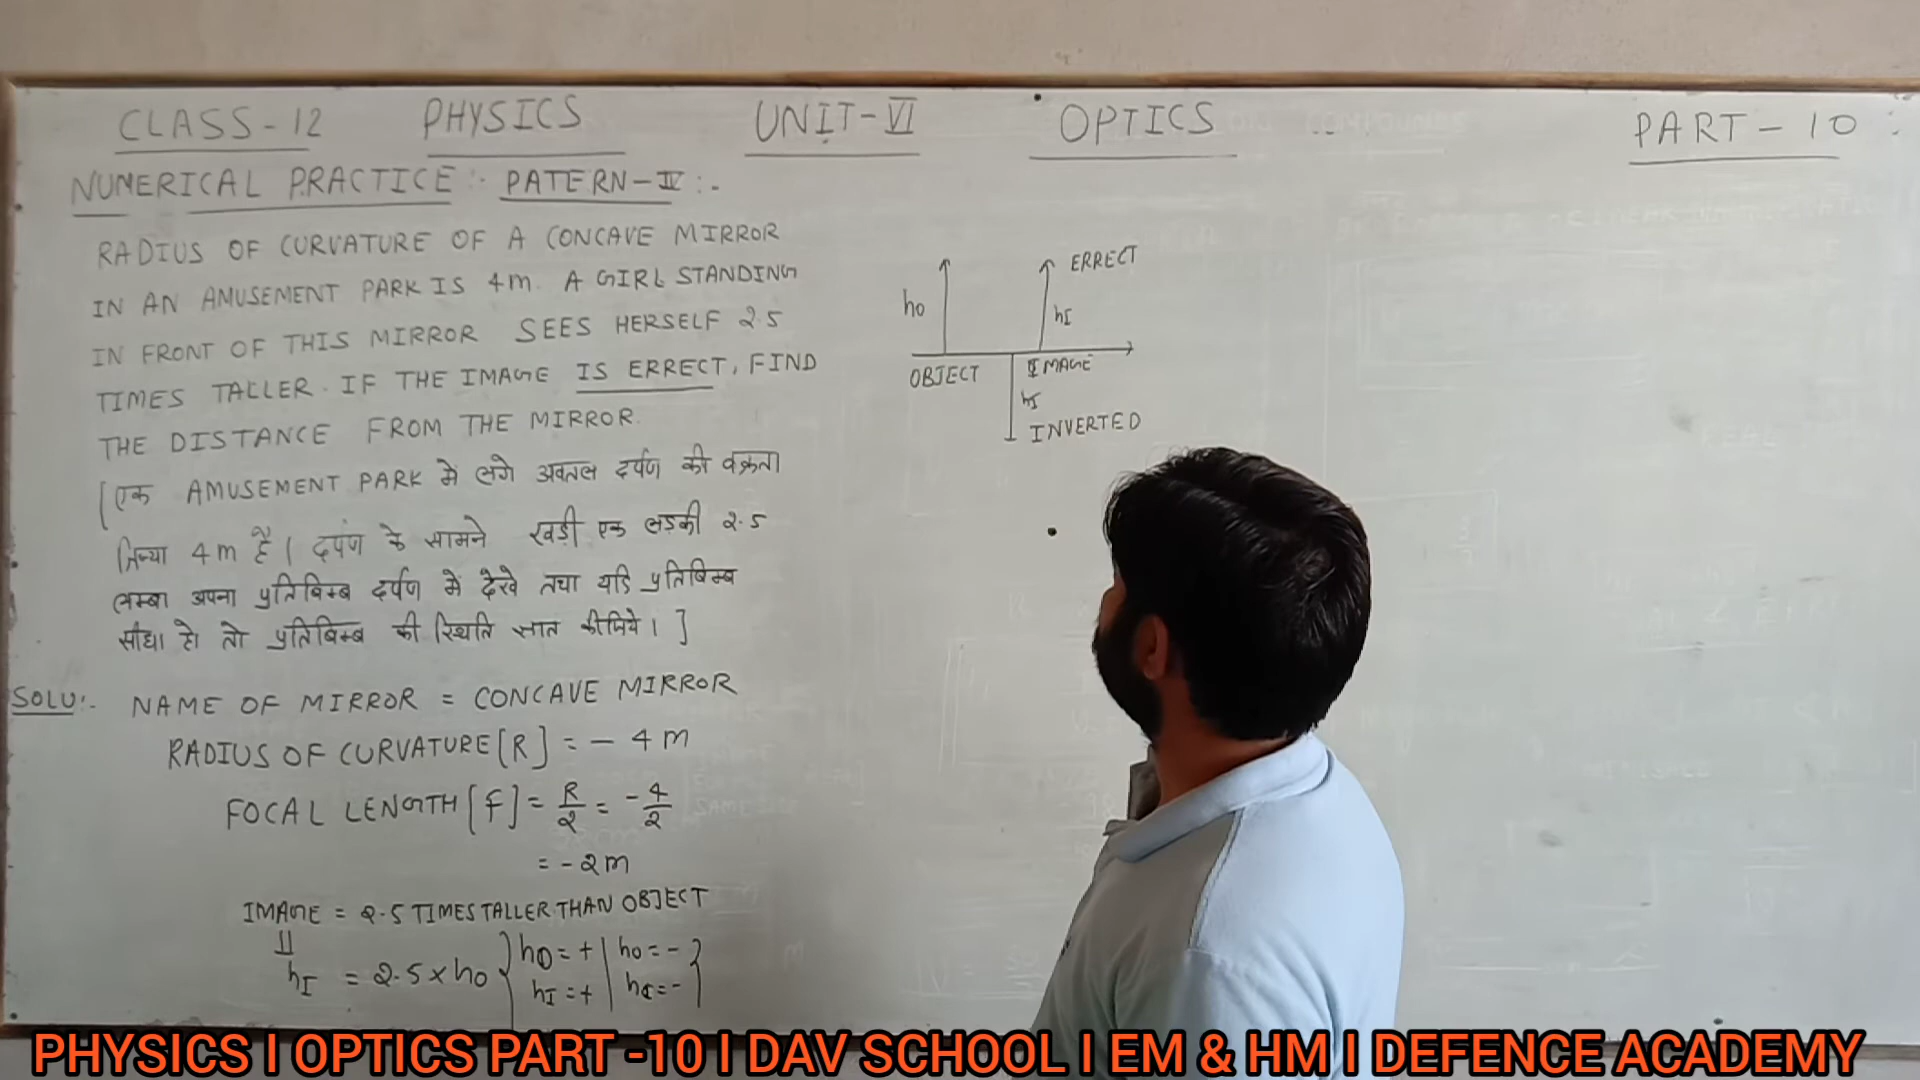 CLASS-12 PHYSICS UNIT-VI OPTICS PART-10
NUMERICAL PRACTICE:- PATERN-IV:-
RADIUS OF CURVATURE OF A CONCAVE MIRROR
IN AN AMUSEMENT PARK IS 4m. A GIRL STANDING
IN FRONT OF THIS MIRROR SEES HERSELF 2.5
TIMES TALLER. IF THE IMAGE IS ERRECT, FIND
THE DISTANCE FROM THE MIRROR.
[एक AMUSEMENT PARK में लगे अवतल दर्पण की वक्रता
त्रिज्या 4m है। दर्पण के सामने खड़ी एक लड़की 2.5
लम्बा अपना प्रतिबिम्ब दर्पण में देखे तथा यदि प्रतिबिम्ब
सीधा हो तो प्रतिबिम्ब की स्थिति ज्ञात कीजिये।]
SOLU:- NAME OF MIRROR = CONCAVE MIRROR
RADIUS OF CURVATURE[R] = - 4 m
FOCAL LENGTH[f] = R/2 = -4/2
= -2m
IMAGE = 2.5 TIMES TALLER THAN OBJECT
hI = 2.5 x ho { ho = + | ho = - }
hI = + | hI = -
ERRECT
ho hI
OBJECT IMAGE
hI
INVERTED
PHYSICS I OPTICS PART -10 I DAV SCHOOL I EM & HM I DEFENCE ACADEMY